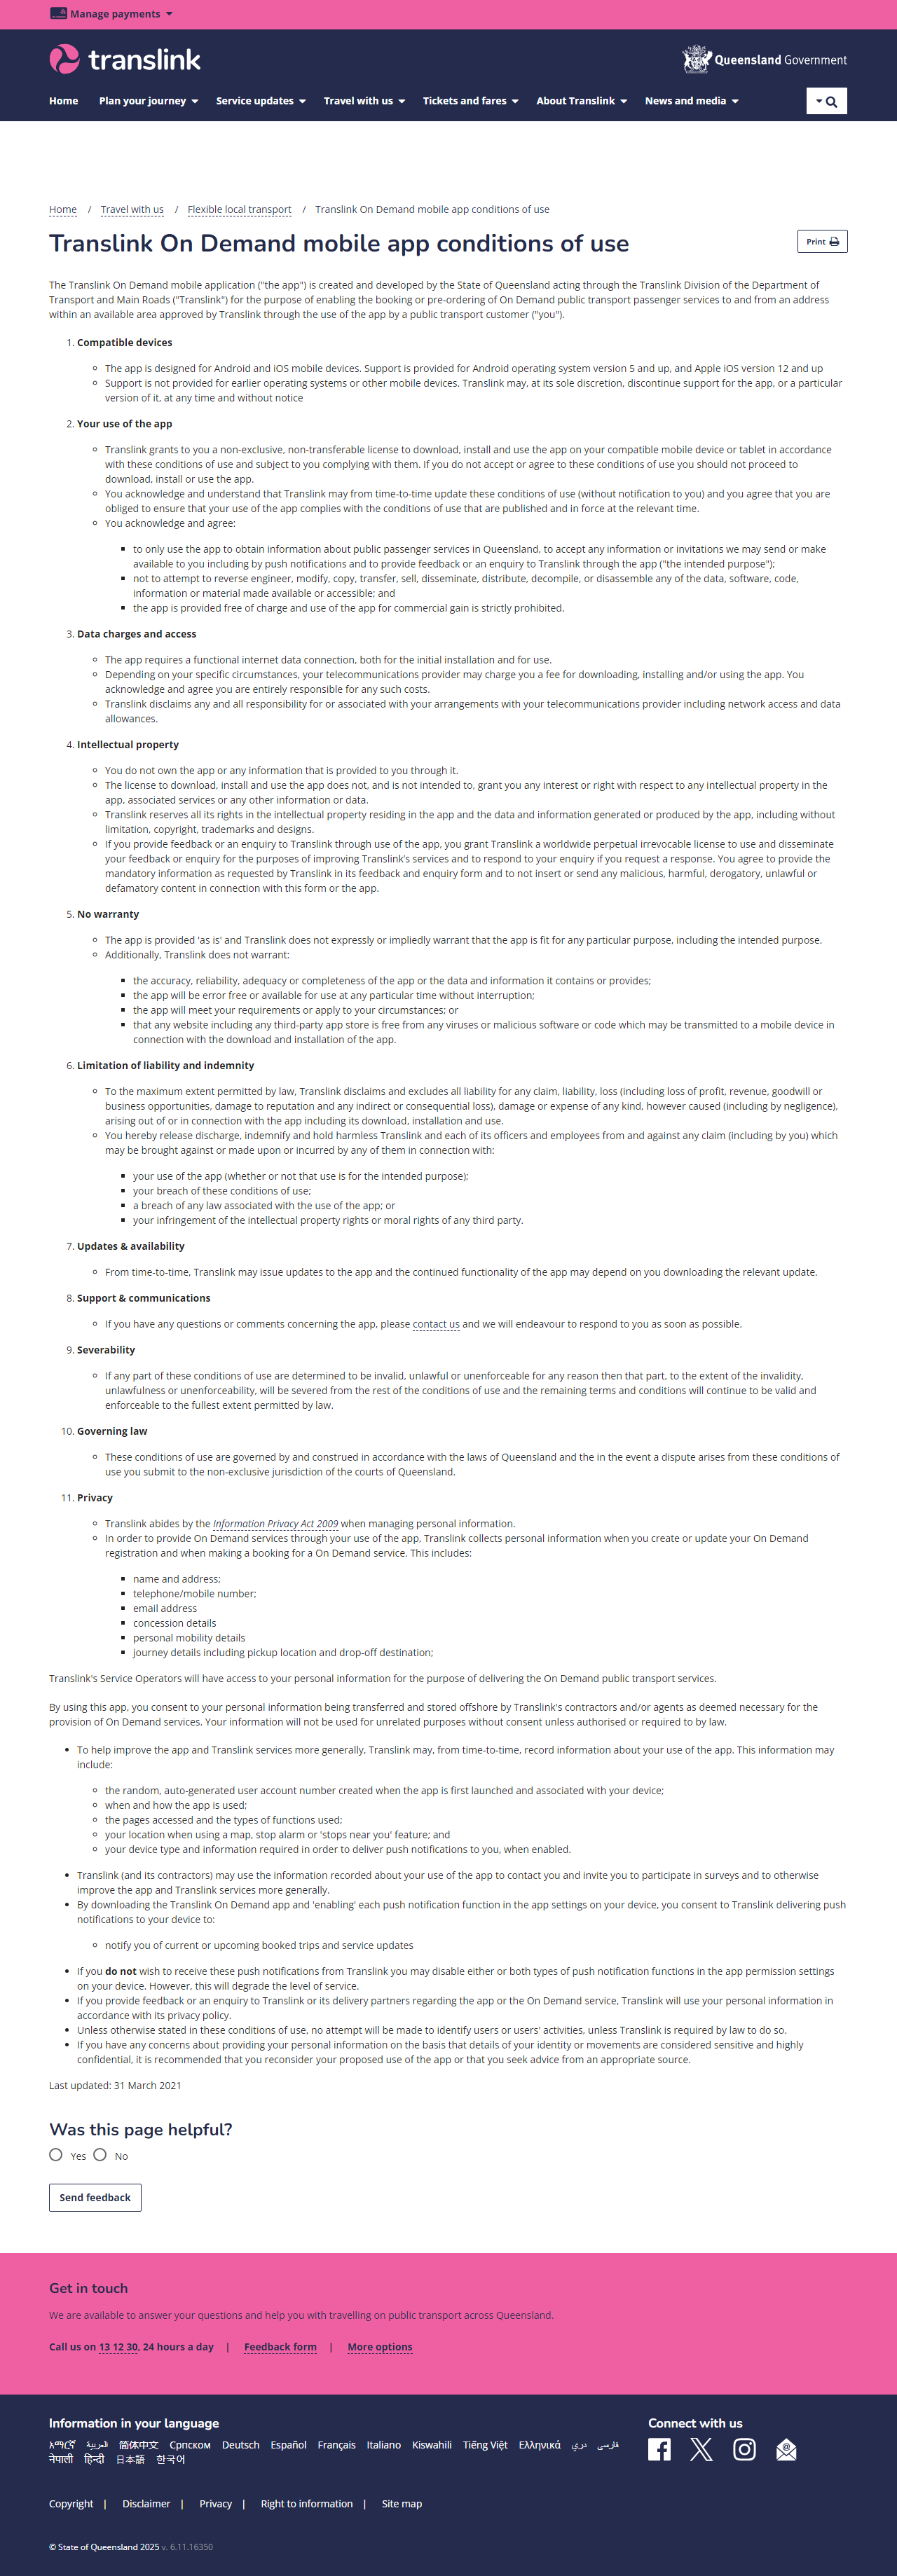 Manage payments
translink
Queensland Government
Home Plan your journey Service updates Travel with us Tickets and fares About Translink News and media
Home / Travel with us / Flexible local transport / Translink On Demand mobile app conditions of use
Translink On Demand mobile app conditions of use
Print
The Translink On Demand mobile application ("the app") is created and developed by the State of Queensland acting through the Translink Division of the Department of
Transport and Main Roads ("Translink") for the purpose of enabling the booking or pre-ordering of On Demand public transport passenger services to and from an address
within an available area approved by Translink through the use of the app by a public transport customer ("you").
1. Compatible devices
The app is designed for Android and iOS mobile devices. Support is provided for Android operating system version 5 and up, and Apple iOS version 12 and up
Support is not provided for earlier operating systems or other mobile devices. Translink may, at its sole discretion, discontinue support for the app, or a particular
version of it, at any time and without notice
2. Your use of the app
Translink grants to you a non-exclusive, non-transferable license to download, install and use the app on your compatible mobile device or tablet in accordance
with these conditions of use and subject to you complying with them. If you do not accept or agree to these conditions of use you should not proceed to
download, install or use the app.
You acknowledge and understand that Translink may from time-to-time update these conditions of use (without notification to you) and you agree that you are
obliged to ensure that your use of the app complies with the conditions of use that are published and in force at the relevant time.
You acknowledge and agree:
to only use the app to obtain information about public passenger services in Queensland, to accept any information or invitations we may send or make
available to you including by push notifications and to provide feedback or an enquiry to Translink through the app ("the intended purpose");
not to attempt to reverse engineer, modify, copy, transfer, sell, disseminate, distribute, decompile, or disassemble any of the data, software, code,
information or material made available or accessible; and
the app is provided free of charge and use of the app for commercial gain is strictly prohibited.
3. Data charges and access
The app requires a functional internet data connection, both for the initial installation and for use.
Depending on your specific circumstances, your telecommunications provider may charge you a fee for downloading, installing and/or using the app. You
acknowledge and agree you are entirely responsible for any such costs.
Translink disclaims any and all responsibility for or associated with your arrangements with your telecommunications provider including network access and data
allowances.
4. Intellectual property
You do not own the app or any information that is provided to you through it.
The license to download, install and use the app does not, and is not intended to, grant you any interest or right with respect to any intellectual property in the
app, associated services or any other information or data.
Translink reserves all its rights in the intellectual property residing in the app and the data and information generated or produced by the app, including without
limitation, copyright, trademarks and designs.
If you provide feedback or an enquiry to Translink through use of the app, you grant Translink a worldwide perpetual irrevocable license to use and disseminate
your feedback or enquiry for the purposes of improving Translink's services and to respond to your enquiry if you request a response. You agree to provide the
mandatory information as requested by Translink in its feedback and enquiry form and to not insert or send any malicious, harmful, derogatory, unlawful or
defamatory content in connection with this form or the app.
5. No warranty
The app is provided 'as is' and Translink does not expressly or impliedly warrant that the app is fit for any particular purpose, including the intended purpose.
Additionally, Translink does not warrant:
the accuracy, reliability, adequacy or completeness of the app or the data and information it contains or provides;
the app will be error free or available for use at any particular time without interruption;
the app will meet your requirements or apply to your circumstances; or
that any website including any third-party app store is free from any viruses or malicious software or code which may be transmitted to a mobile device in
connection with the download and installation of the app.
6. Limitation of liability and indemnity
To the maximum extent permitted by law, Translink disclaims and excludes all liability for any claim, liability, loss (including loss of profit, revenue, goodwill or
business opportunities, damage to reputation and any indirect or consequential loss), damage or expense of any kind, however caused (including by negligence),
arising out of or in connection with the app including its download, installation and use.
You hereby release discharge, indemnify and hold harmless Translink and each of its officers and employees from and against any claim (including by you) which
may be brought against or made upon or incurred by any of them in connection with:
your use of the app (whether or not that use is for the intended purpose);
your breach of these conditions of use;
a breach of any law associated with the use of the app; or
your infringement of the intellectual property rights or moral rights of any third party.
7. Updates & availability
From time-to-time, Translink may issue updates to the app and the continued functionality of the app may depend on you downloading the relevant update.
8. Support & communications
If you have any questions or comments concerning the app, please contact us and we will endeavour to respond to you as soon as possible.
9. Severability
If any part of these conditions of use are determined to be invalid, unlawful or unenforceable for any reason then that part, to the extent of the invalidity,
unlawfulness or unenforceability, will be severed from the rest of the conditions of use and the remaining terms and conditions will continue to be valid and
enforceable to the fullest extent permitted by law.
10. Governing law
These conditions of use are governed by and construed in accordance with the laws of Queensland and the in the event a dispute arises from these conditions of
use you submit to the non-exclusive jurisdiction of the courts of Queensland.
11. Privacy
Translink abides by the Information Privacy Act 2009 when managing personal information.
In order to provide On Demand services through your use of the app, Translink collects personal information when you create or update your On Demand
registration and when making a booking for a On Demand service. This includes:
name and address;
telephone/mobile number;
email address
concession details
personal mobility details
journey details including pickup location and drop-off destination;
Translink's Service Operators will have access to your personal information for the purpose of delivering the On Demand public transport services.
By using this app, you consent to your personal information being transferred and stored offshore by Translink's contractors and/or agents as deemed necessary for the
provision of On Demand services. Your information will not be used for unrelated purposes without consent unless authorised or required to by law.
To help improve the app and Translink services more generally, Translink may, from time-to-time, record information about your use of the app. This information may
include:
the random, auto-generated user account number created when the app is first launched and associated with your device;
when and how the app is used;
the pages accessed and the types of functions used;
your location when using a map, stop alarm or 'stops near you' feature; and
your device type and information required in order to deliver push notifications to you, when enabled.
Translink (and its contractors) may use the information recorded about your use of the app to contact you and invite you to participate in surveys and to otherwise
improve the app and Translink services more generally.
By downloading the Translink On Demand app and 'enabling' each push notification function in the app settings on your device, you consent to Translink delivering push
notifications to your device to:
notify you of current or upcoming booked trips and service updates
If you do not wish to receive these push notifications from Translink you may disable either or both types of push notification functions in the app permission settings
on your device. However, this will degrade the level of service.
If you provide feedback or an enquiry to Translink or its delivery partners regarding the app or the On Demand service, Translink will use your personal information in
accordance with its privacy policy.
Unless otherwise stated in these conditions of use, no attempt will be made to identify users or users' activities, unless Translink is required by law to do so.
If you have any concerns about providing your personal information on the basis that details of your identity or movements are considered sensitive and highly
confidential, it is recommended that you reconsider your proposed use of the app or that you seek advice from an appropriate source.
Last updated: 31 March 2021
Was this page helpful?
Yes No
Send feedback
Get in touch
We are available to answer your questions and help you with travelling on public transport across Queensland.
Call us on 13 12 30, 24 hours a day | Feedback form | More options
Information in your language
አማርኛ العربية 简体中文 Српском Deutsch Español Français Italiano Kiswahili Tiếng Việt Ελληνικά دری فارسی
नेपाली हिन्दी 日本語 한국어
Connect with us
Copyright | Disclaimer | Privacy | Right to information | Site map
© State of Queensland 2025 v. 6.11.16350